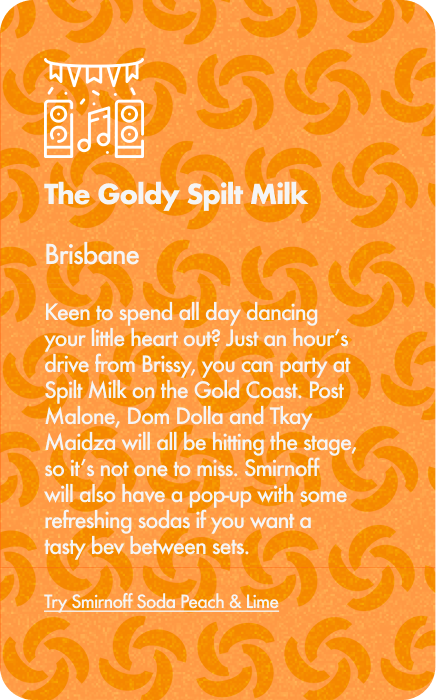 The Goldy Spilt Milk
Brisbane
Keen to spend all day dancing
your little heart out? Just an hour’s
drive from Brissy, you can party at
Spilt Milk on the Gold Coast. Post
Malone, Dom Dolla and Tkay
Maidza will all be hitting the stage,
so it’s not one to miss. Smirnoff
will also have a pop-up with some
refreshing sodas if you want a
tasty bev between sets.
Try Smirnoff Soda Peach & Lime